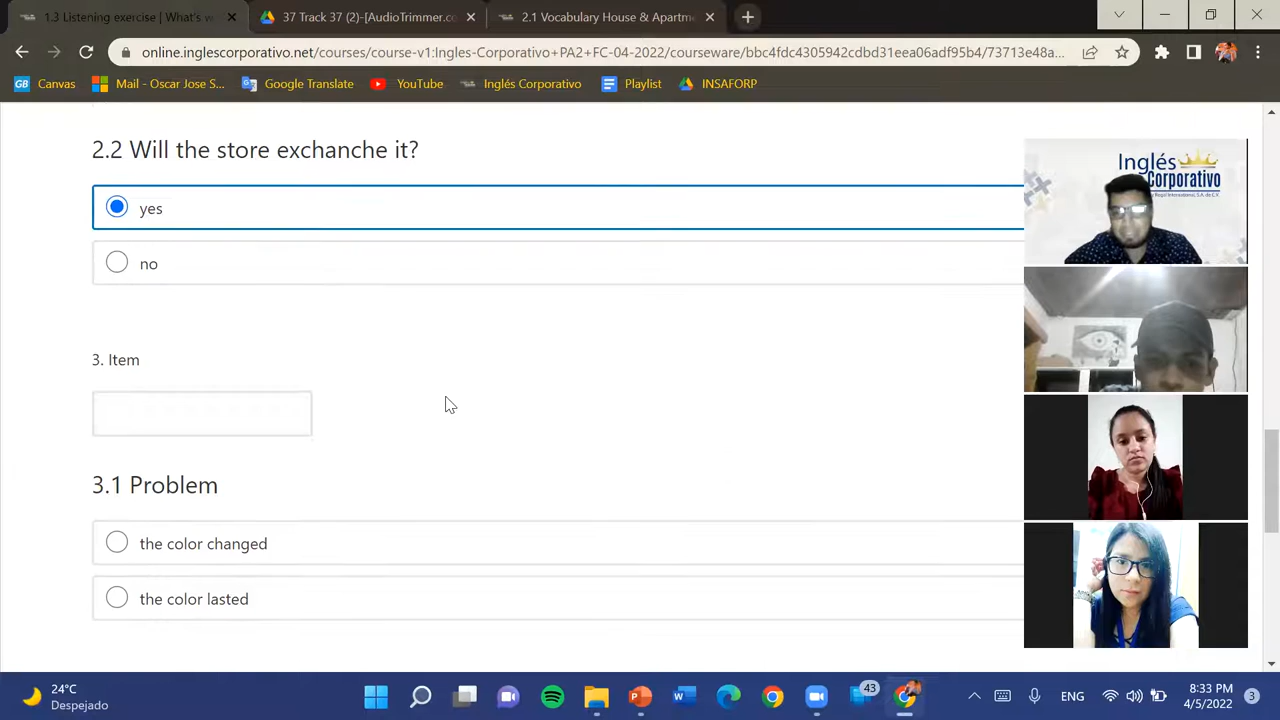 1.3 Listening exercise | What's w
37 Track 37 (2)-[AudioTrimmer.co
2.1 Vocabulary House & Apartm
online.inglescorporativo.net/courses/course-v1:Ingles-Corporativo+PA2+FC-04-2022/courseware/bbc4fdc4305942cdbd31eea06adf95b4/73713e48a...
GB Canvas
Mail - Oscar Jose S...
Google Translate
YouTube
Inglés Corporativo
Playlist
INSAFORP
2.2 Will the store exchanche it?
yes
no
3. Item
3.1 Problem
the color changed
the color lasted
Inglés
Corporativo
24°C
Despejado
43
ENG
8:33 PM
4/5/2022
3